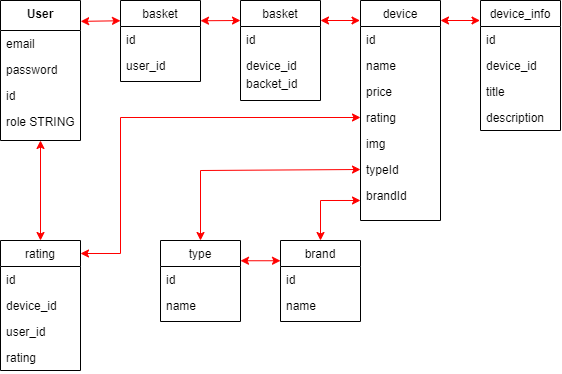 User
email
password
id
role STRING
basket
id
user_id
basket
id
device_id
backet_id
device
id
name
price
rating
img
typeId
brandId
device_info
id
device_id
title
description
rating
id
device_id
user_id
rating
type
id
name
brand
id
name